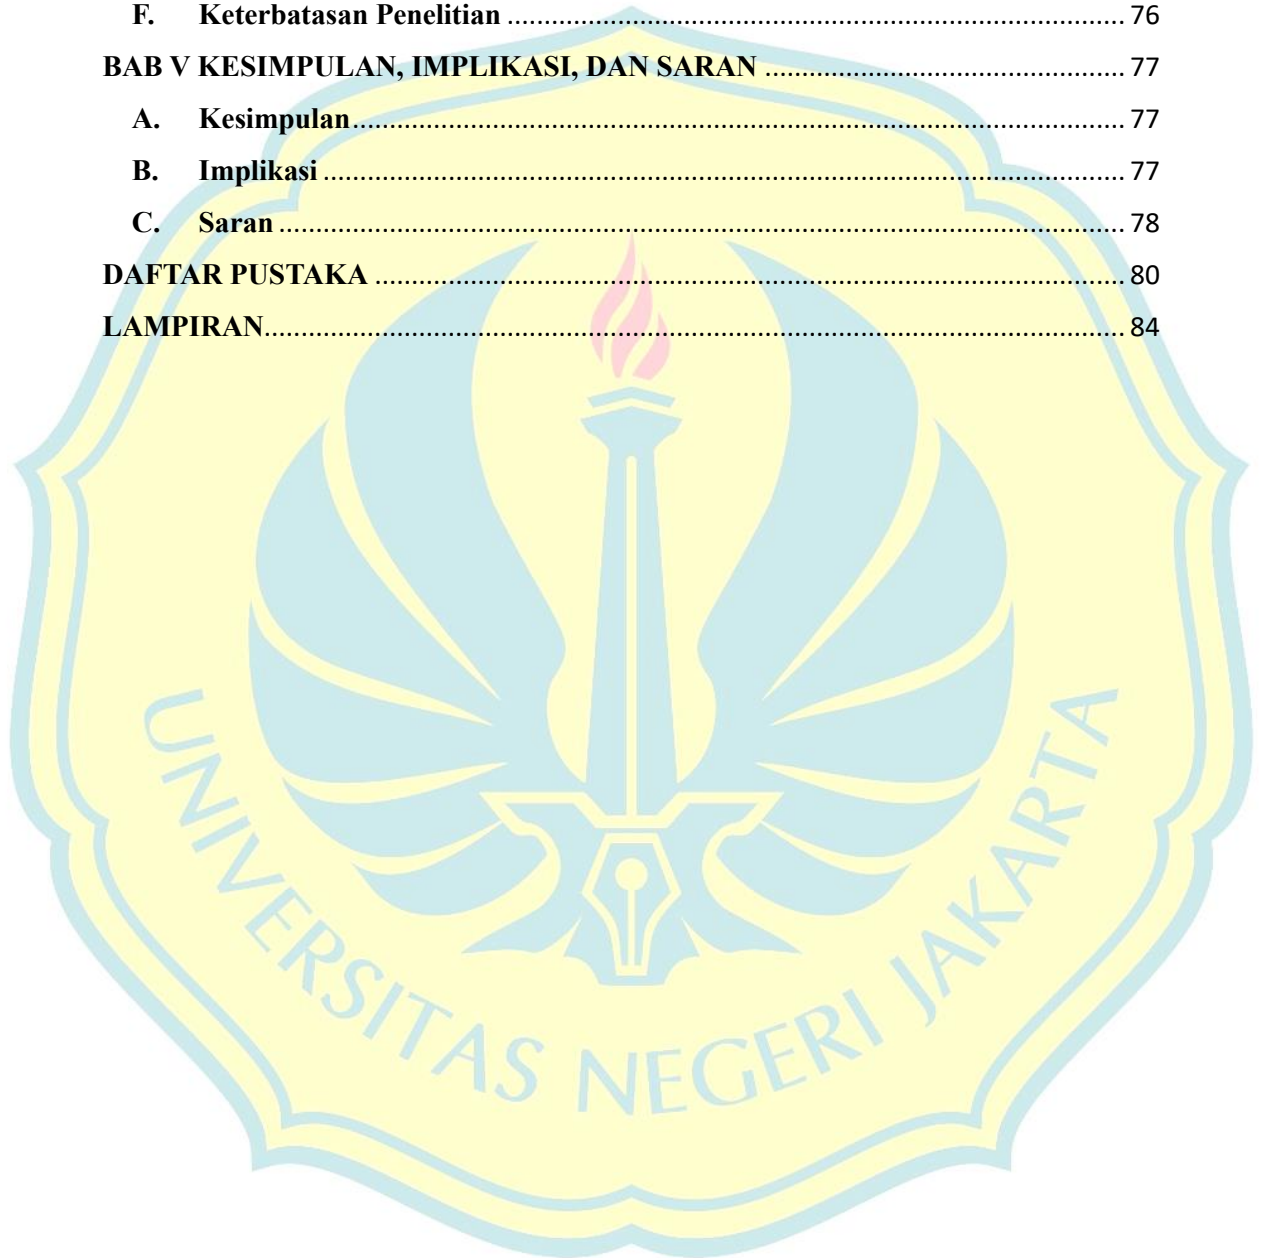 F. Keterbatasan Penelitian ........................................................................ 76
BAB V KESIMPULAN, IMPLIKASI, DAN SARAN ........................................ 77
A. Kesimpulan ........................................................................................ 77
B. Implikasi ............................................................................................ 77
C. Saran .................................................................................................. 78
DAFTAR PUSTAKA ................................................................................. 80
LAMPIRAN ............................................................................................... 84
UNIVERSITAS NEGERI JAKARTA